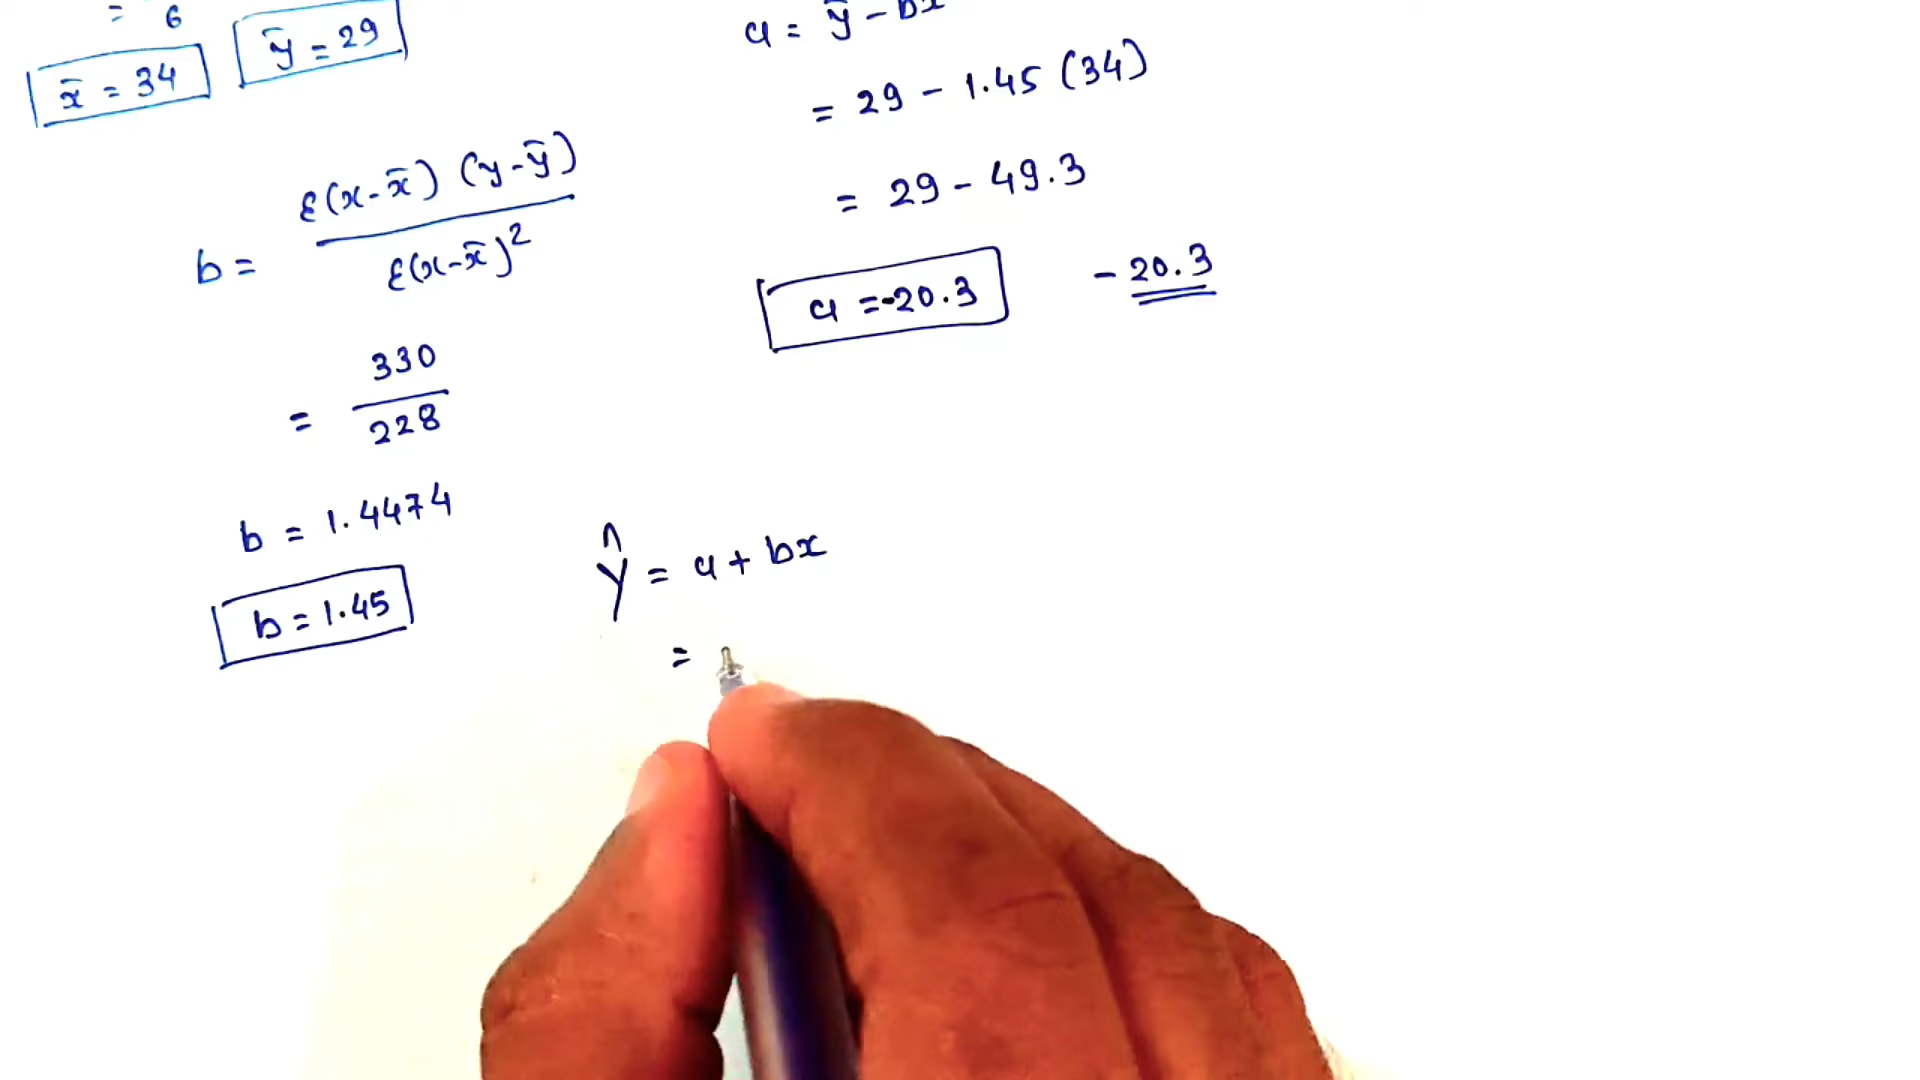 = 6
x̄ = 34
ȳ = 29
b = ε(x-x̄) (y-ȳ) / ε(x-x̄)²
= 330 / 228
b = 1.4474
b = 1.45
a = ȳ - bx̄
= 29 - 1.45 (34)
= 29 - 49.3
a = -20.3
- 20.3
Ŷ = a + bx
=